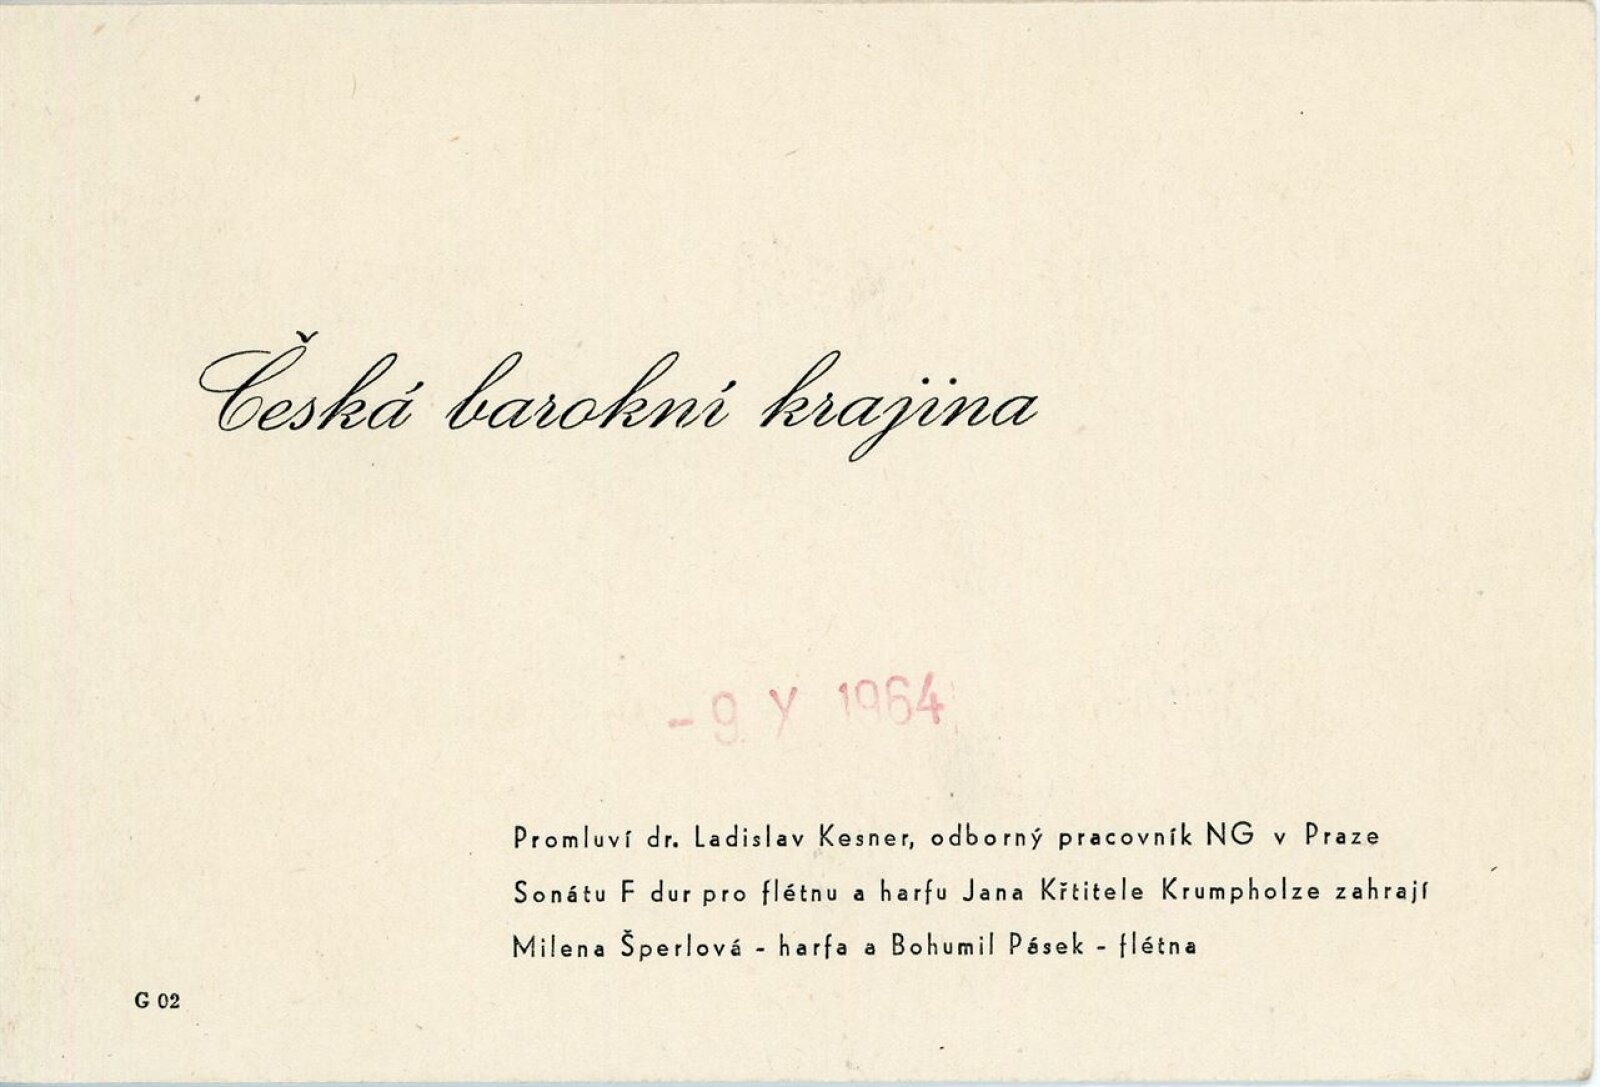 Česká barokní krajina
- 9. V 1964
Promluví dr. Ladislav Kesner, odborný pracovník NG v Praze
Sonátu F dur pro flétnu a harfu Jana Křtitele Krumpholze zahrají
Milena Šperlová - harfa a Bohumil Pásek - flétna
G 02